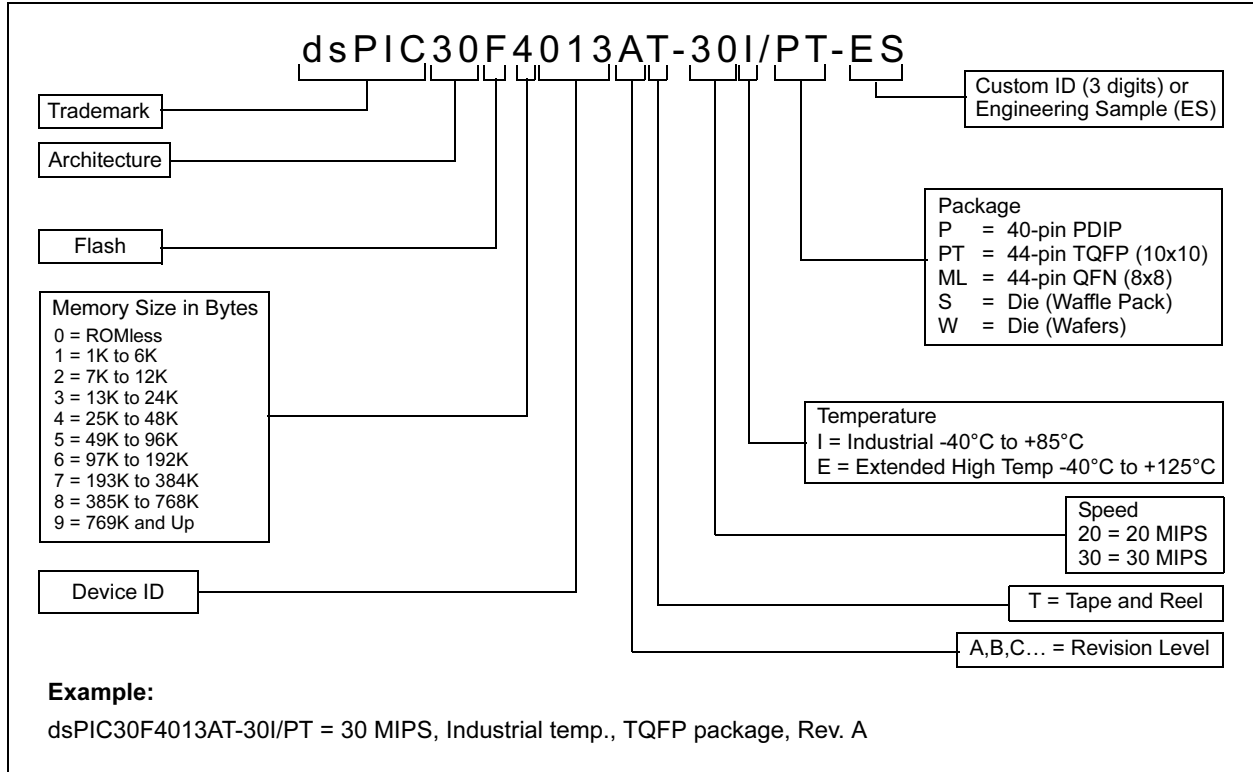 dsPIC30F4013AT-30I/PT-ES
Trademark
Architecture
Flash
Memory Size in Bytes
0 = ROMless
1 = 1K to 6K
2 = 7K to 12K
3 = 13K to 24K
4 = 25K to 48K
5 = 49K to 96K
6 = 97K to 192K
7 = 193K to 384K
8 = 385K to 768K
9 = 769K and Up
Device ID
Custom ID (3 digits) or
Engineering Sample (ES)
Package
P = 40-pin PDIP
PT = 44-pin TQFP (10x10)
ML = 44-pin QFN (8x8)
S = Die (Waffle Pack)
W = Die (Wafers)
Temperature
I = Industrial -40°C to +85°C
E = Extended High Temp -40°C to +125°C
Speed
20 = 20 MIPS
30 = 30 MIPS
T = Tape and Reel
A,B,C… = Revision Level
Example:
dsPIC30F4013AT-30I/PT = 30 MIPS, Industrial temp., TQFP package, Rev. A